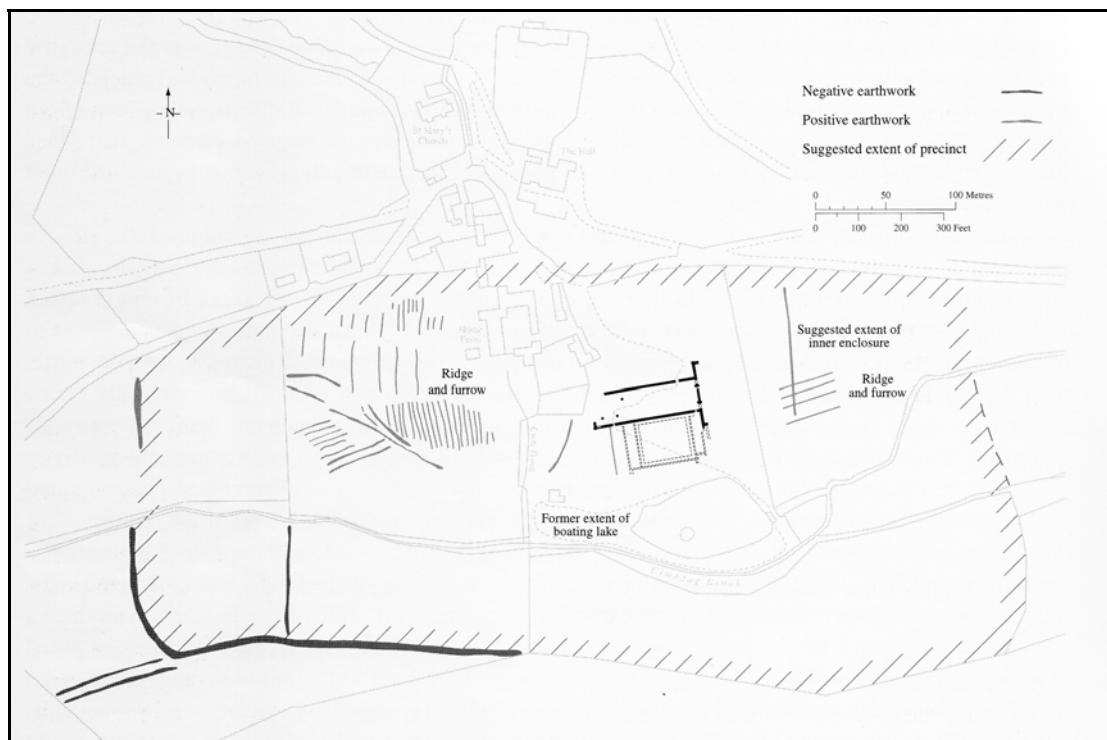 N
St Mary's
Church
The Hall
Negative earthwork
Positive earthwork
Suggested extent of precinct
0 50 100 Metres
0 100 200 300 Feet
Suggested extent of
inner enclosure
Ridge
and furrow
Ridge
and furrow
Farm
Former extent of
boating lake